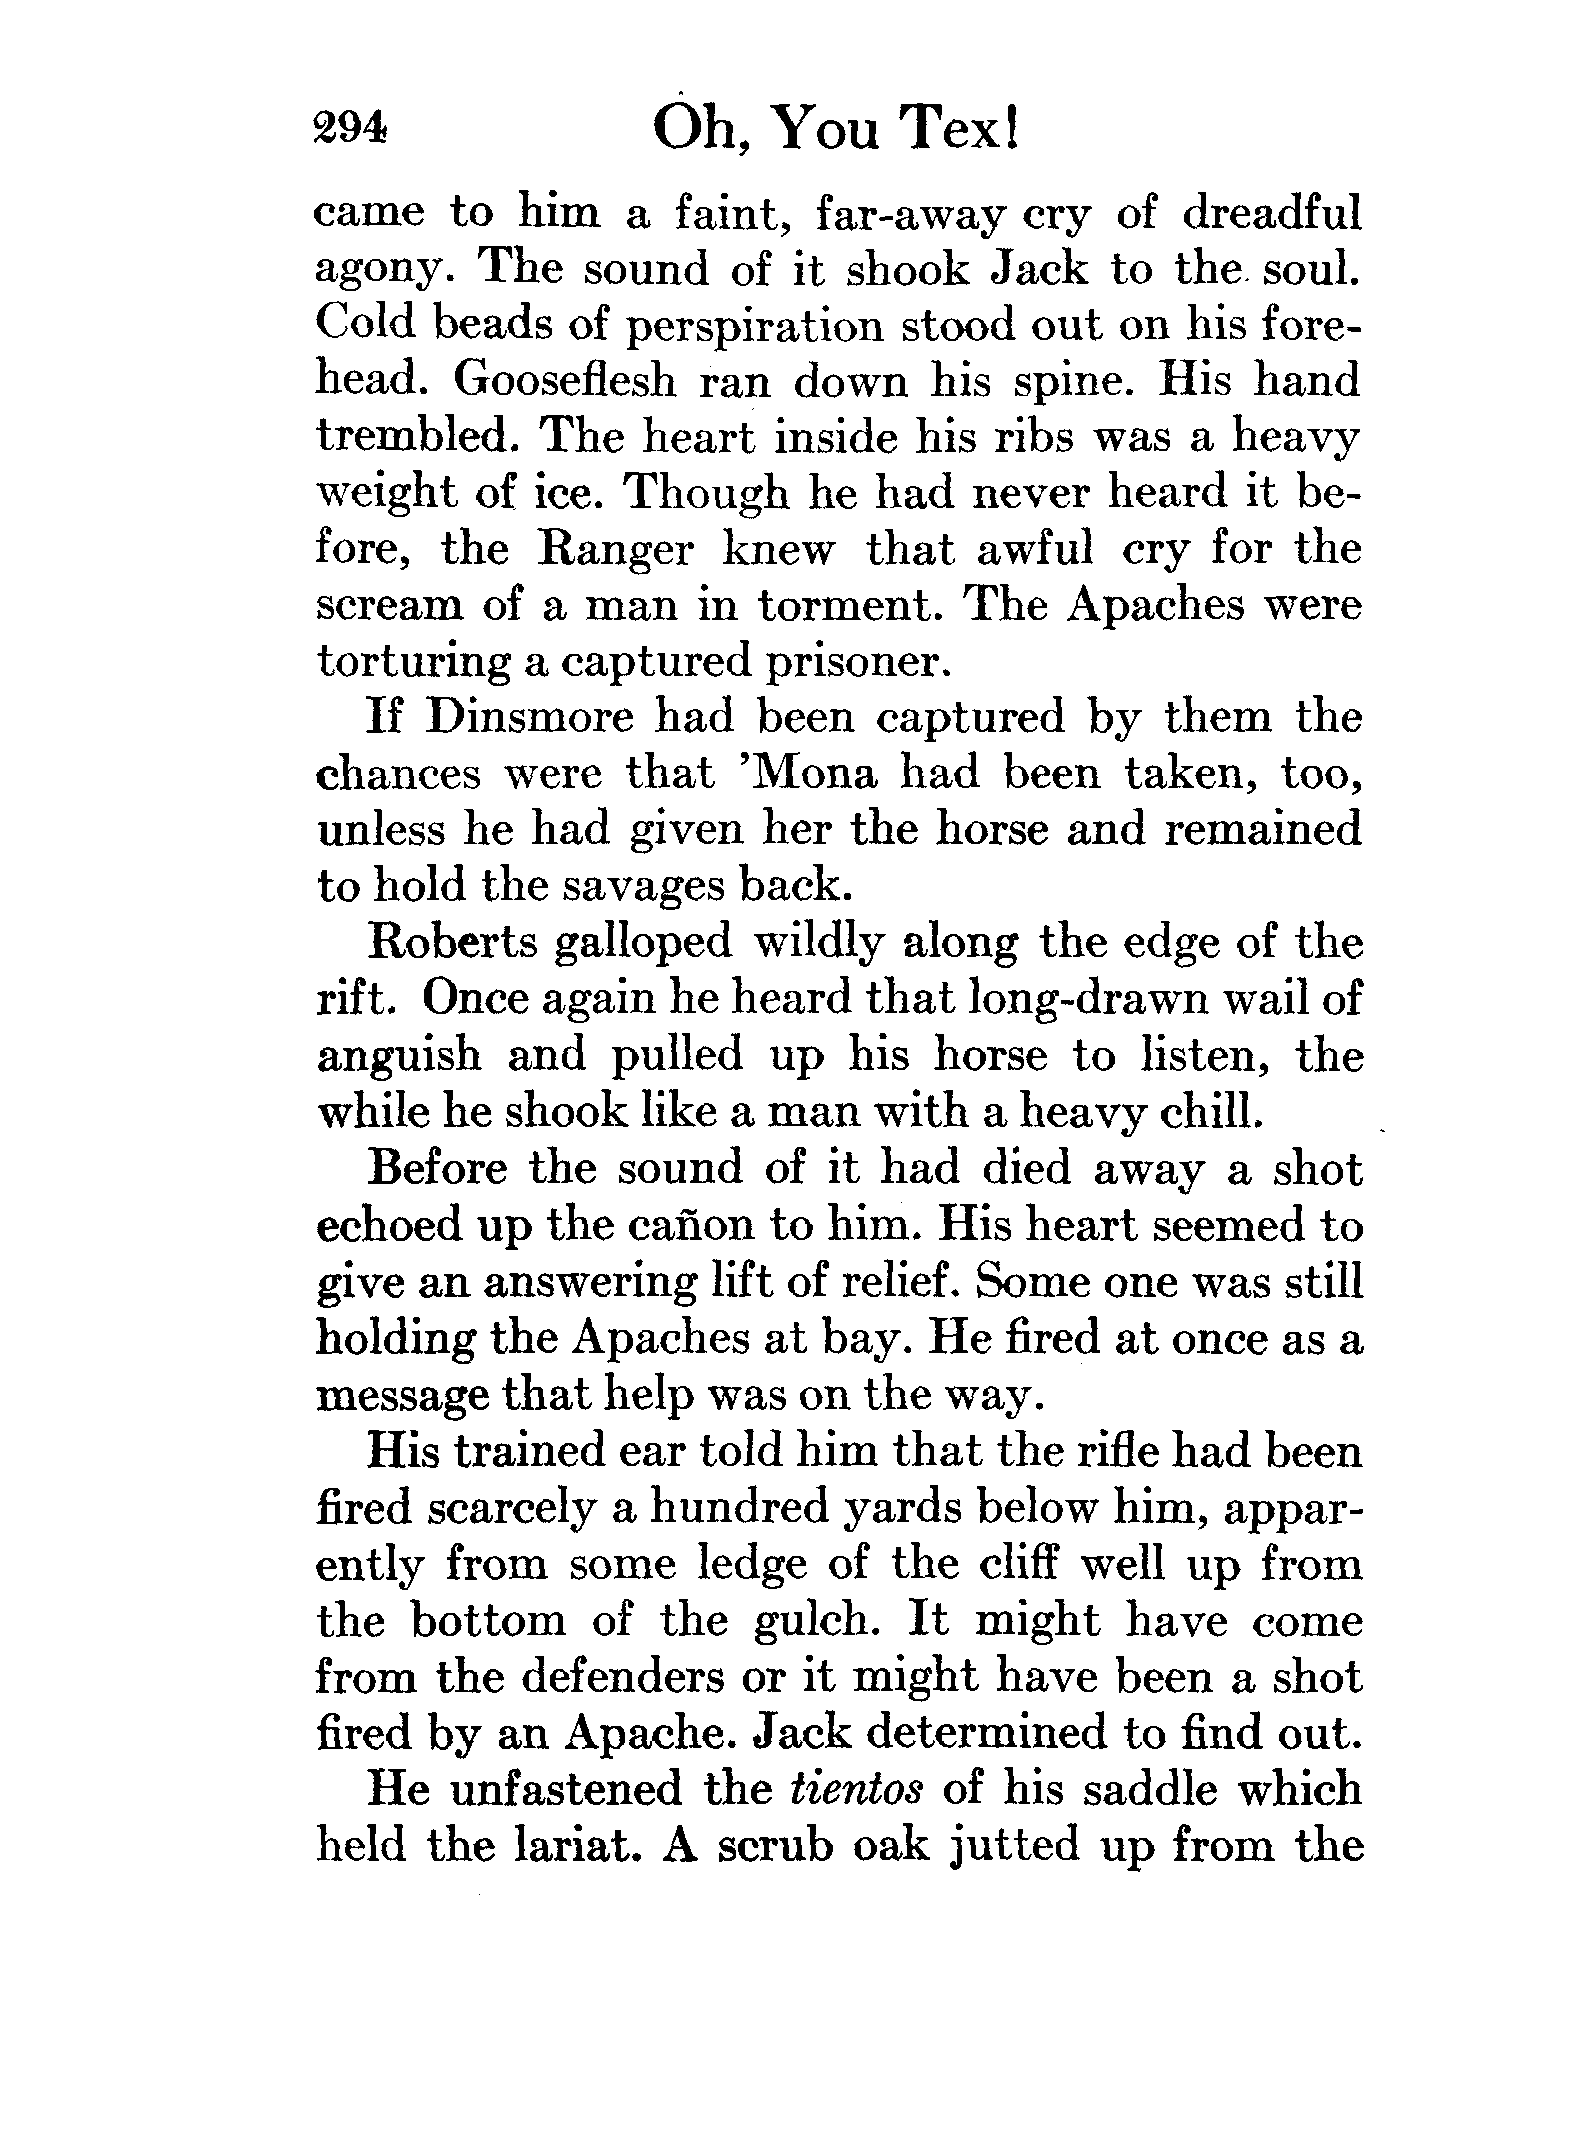 294 Oh, You Tex!
came to him a faint, far-away cry of dreadful
agony. The sound of it shook Jack to the soul.
Cold beads of perspiration stood out on his fore-
head. Gooseflesh ran down his spine. His hand
trembled. The heart inside his ribs was a heavy
weight of ice. Though he had never heard it be-
fore, the Ranger knew that awful cry for the
scream of a man in torment. The Apaches were
torturing a captured prisoner.
If Dinsmore had been captured by them the
chances were that ’Mona had been taken, too,
unless he had given her the horse and remained
to hold the savages back.
Roberts galloped wildly along the edge of the
rift. Once again he heard that long-drawn wail of
anguish and pulled up his horse to listen, the
while he shook like a man with a heavy chill.
Before the sound of it had died away a shot
echoed up the cañon to him. His heart seemed to
give an answering lift of relief. Some one was still
holding the Apaches at bay. He fired at once as a
message that help was on the way.
His trained ear told him that the rifle had been
fired scarcely a hundred yards below him, appar-
ently from some ledge of the cliff well up from
the bottom of the gulch. It might have come
from the defenders or it might have been a shot
fired by an Apache. Jack determined to find out.
He unfastened the tientos of his saddle which
held the lariat. A scrub oak jutted up from the